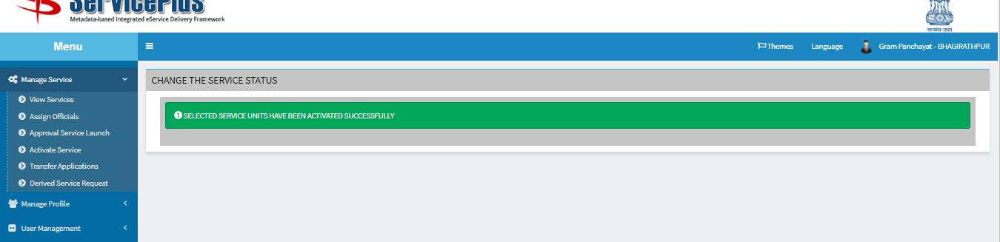 ServicePlus
Metadata-based Integrated eService Delivery Framework
सत्यमेव जयते
Menu
Themes
Language
Gram Panchayat - BHAGIRATHPUR
Manage Service
View Services
Assign Officials
Approval Service Launch
Activate Service
Transfer Applications
Derived Service Request
Manage Profile
User Management
CHANGE THE SERVICE STATUS
SELECTED SERVICE UNITS HAVE BEEN ACTIVATED SUCCESSFULLY